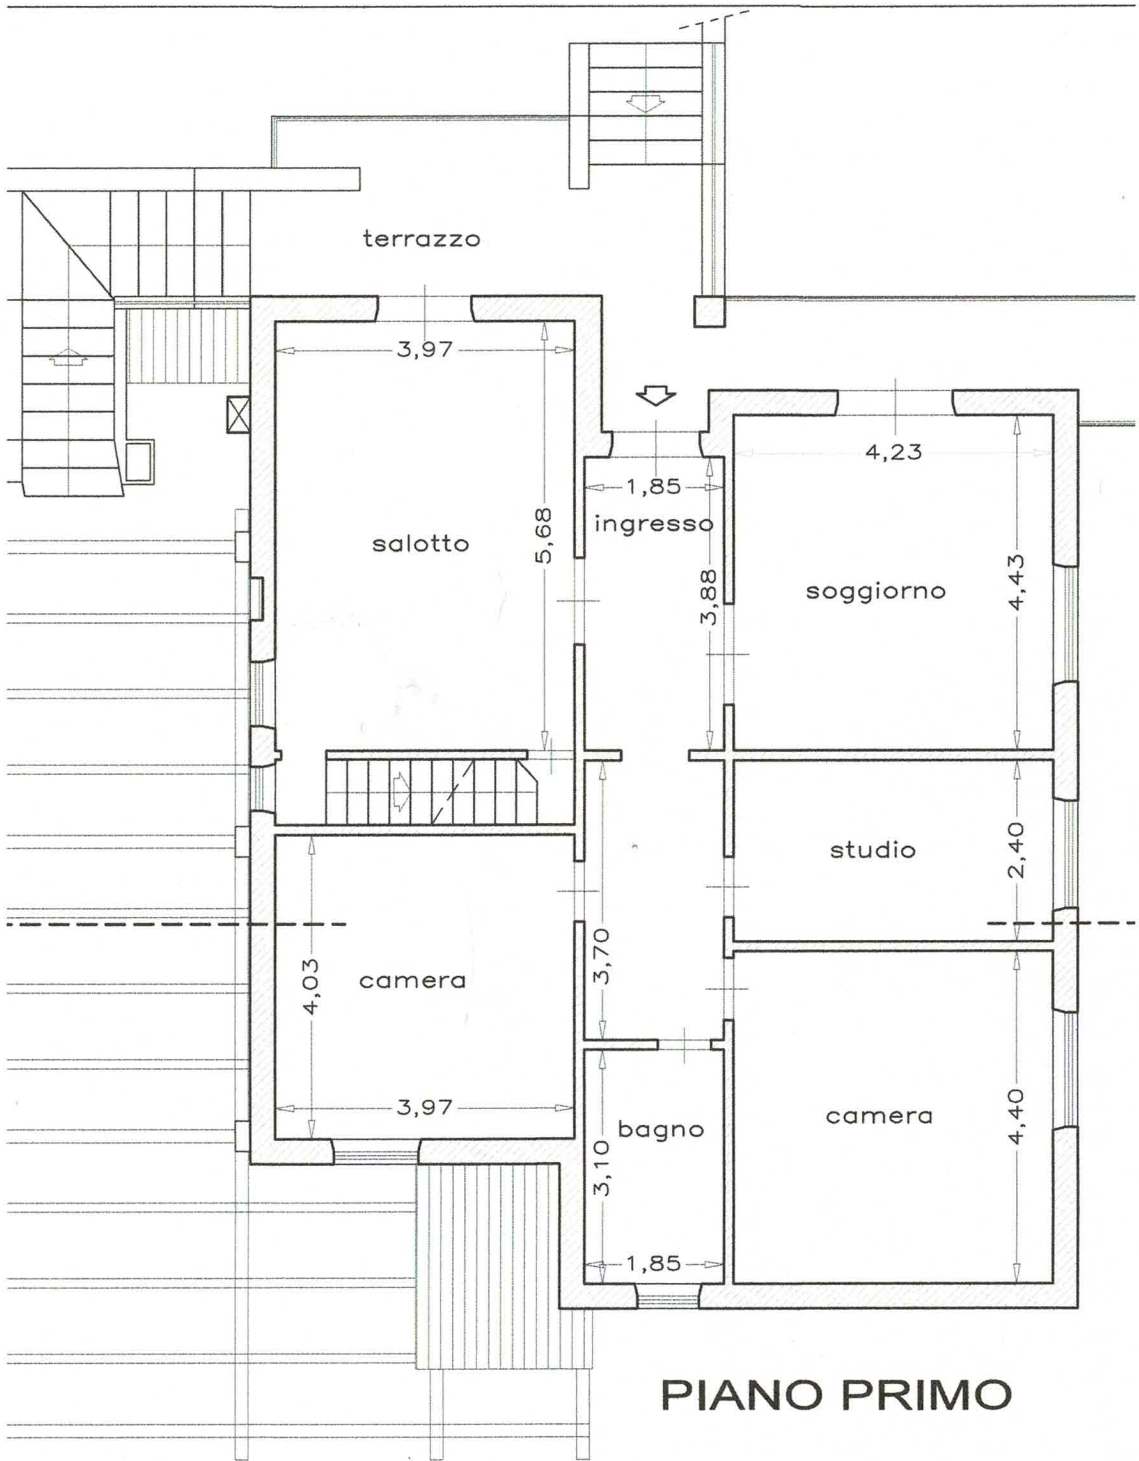 terrazzo
3,97
4,23
1,85
ingresso
5,68
salotto
3,88
soggiorno
4,43
studio
2,40
3,70
4,03
camera
3,97
camera
4,40
bagno
3,10
1,85
PIANO PRIMO